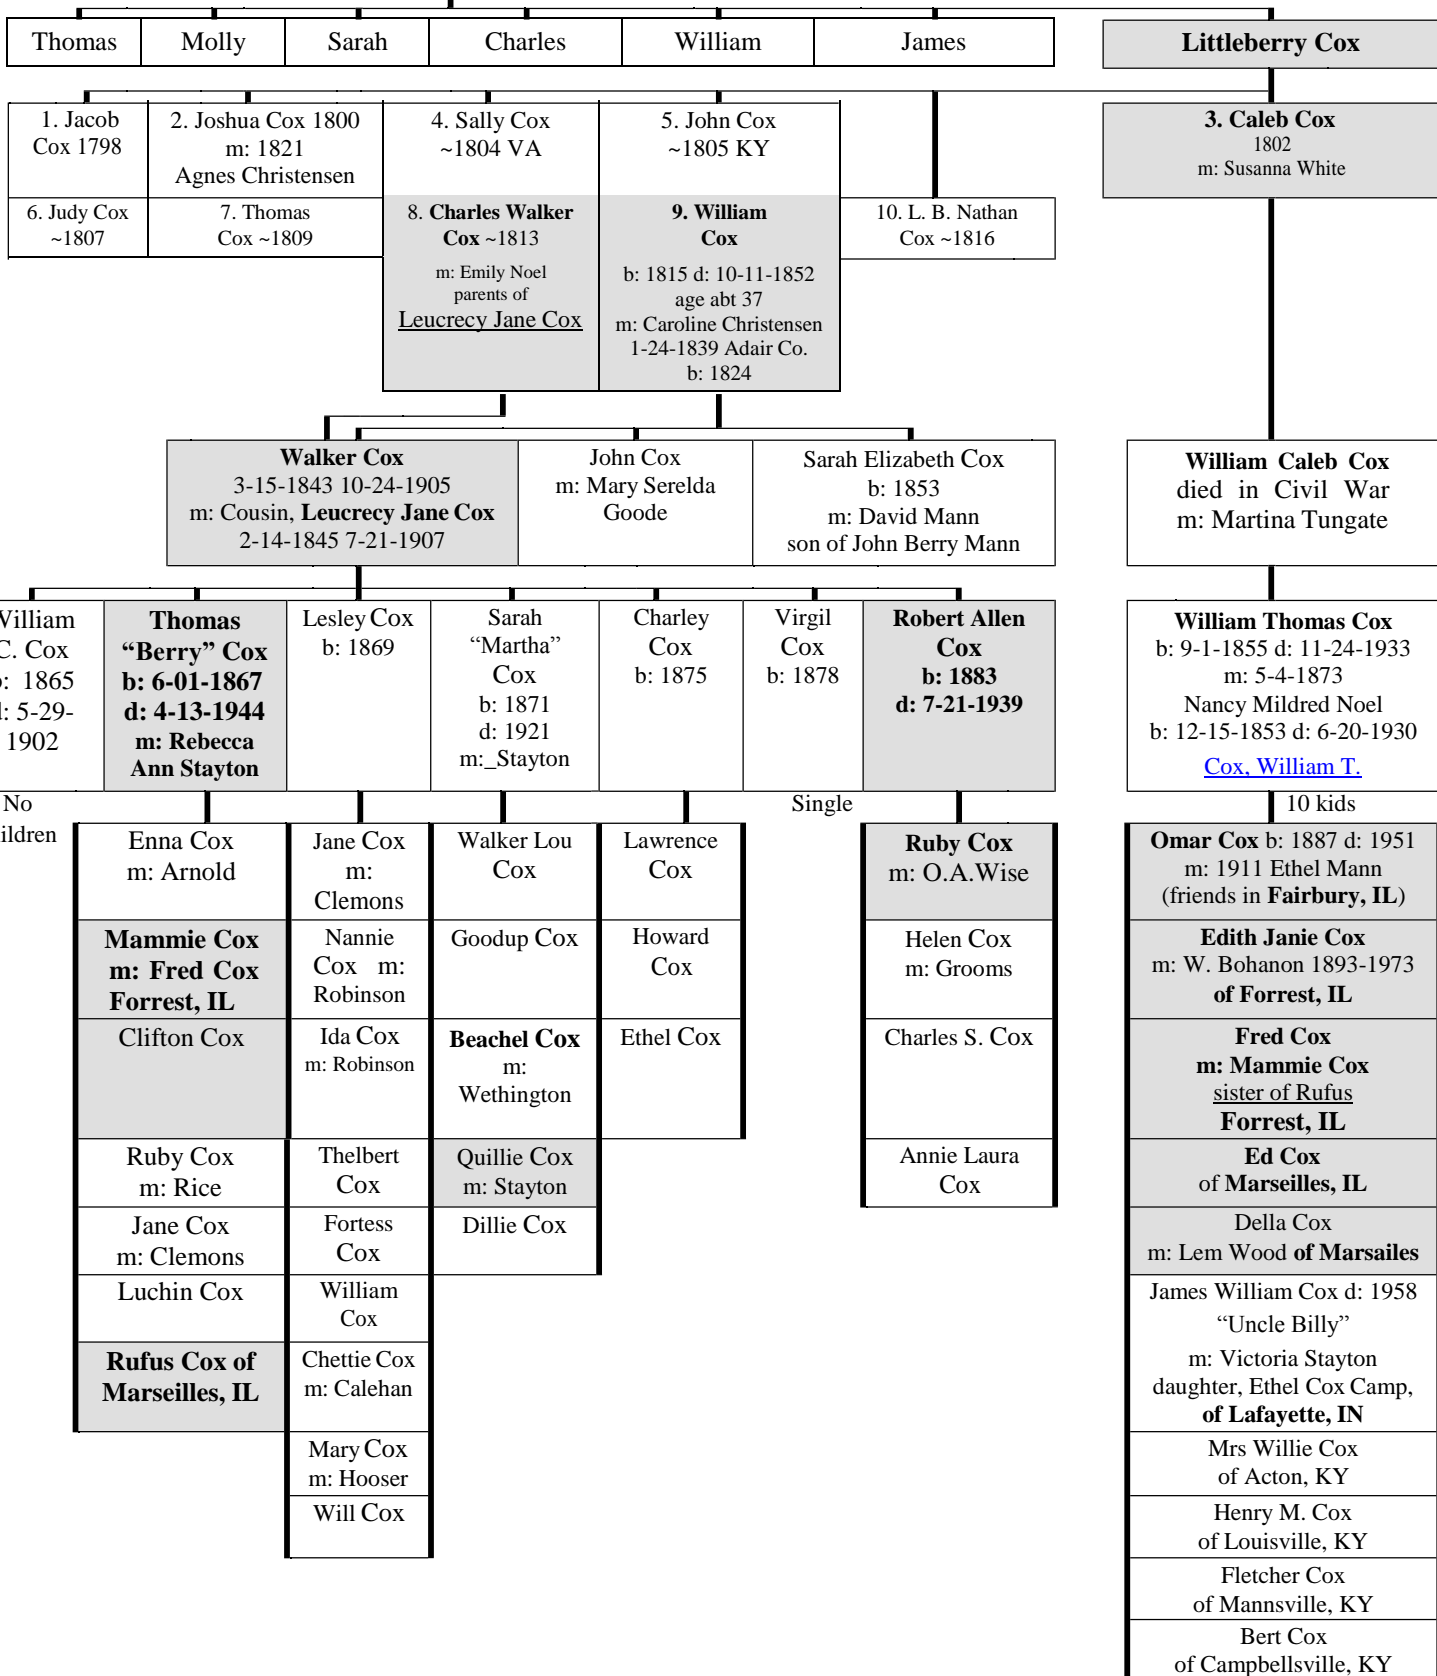 Thomas
Molly
Sarah
Charles
William
James
Littleberry Cox
1. Jacob
Cox 1798
2. Joshua Cox 1800
m: 1821
Agnes Christensen
4. Sally Cox
~1804 VA
5. John Cox
~1805 KY
3. Caleb Cox
1802
m: Susanna White
6. Judy Cox
~1807
7. Thomas
Cox ~1809
8. Charles Walker
Cox ~1813
m: Emily Noel
parents of
Leucrecy Jane Cox
9. William
Cox
b: 1815 d: 10-11-1852
age abt 37
m: Caroline Christensen
1-24-1839 Adair Co.
b: 1824
10. L. B. Nathan
Cox ~1816
Walker Cox
3-15-1843 10-24-1905
m: Cousin, Leucrecy Jane Cox
2-14-1845 7-21-1907
John Cox
m: Mary Serelda
Goode
Sarah Elizabeth Cox
b: 1853
m: David Mann
son of John Berry Mann
William Caleb Cox
died in Civil War
m: Martina Tungate
William
C. Cox
b: 1865
d: 5-29-
1902
Thomas
“Berry” Cox
b: 6-01-1867
d: 4-13-1944
m: Rebecca
Ann Stayton
Lesley Cox
b: 1869
Sarah
“Martha”
Cox
b: 1871
d: 1921
m:_Stayton
Charley
Cox
b: 1875
Virgil
Cox
b: 1878
Robert Allen
Cox
b: 1883
d: 7-21-1939
William Thomas Cox
b: 9-1-1855 d: 11-24-1933
m: 5-4-1873
Nancy Mildred Noel
b: 12-15-1853 d: 6-20-1930
Cox, William T.
No
ildren
Single
10 kids
Enna Cox
m: Arnold
Mammie Cox
m: Fred Cox
Forrest, IL
Clifton Cox
Ruby Cox
m: Rice
Jane Cox
m: Clemons
Luchin Cox
Rufus Cox of
Marseilles, IL
Jane Cox
m:
Clemons
Nannie
Cox m:
Robinson
Ida Cox
m: Robinson
Thelbert
Cox
Fortess
Cox
William
Cox
Chettie Cox
m: Calehan
Mary Cox
m: Hooser
Will Cox
Walker Lou
Cox
Goodup Cox
Beachel Cox
m:
Wethington
Quillie Cox
m: Stayton
Dillie Cox
Lawrence
Cox
Howard
Cox
Ethel Cox
Ruby Cox
m: O.A.Wise
Helen Cox
m: Grooms
Charles S. Cox
Annie Laura
Cox
Omar Cox b: 1887 d: 1951
m: 1911 Ethel Mann
(friends in Fairbury, IL)
Edith Janie Cox
m: W. Bohanon 1893-1973
of Forrest, IL
Fred Cox
m: Mammie Cox
sister of Rufus
Forrest, IL
Ed Cox
of Marseilles, IL
Della Cox
m: Lem Wood of Marsailes
James William Cox d: 1958
“Uncle Billy”
m: Victoria Stayton
daughter, Ethel Cox Camp,
of Lafayette, IN
Mrs Willie Cox
of Acton, KY
Henry M. Cox
of Louisville, KY
Fletcher Cox
of Mannsville, KY
Bert Cox
of Campbellsville, KY